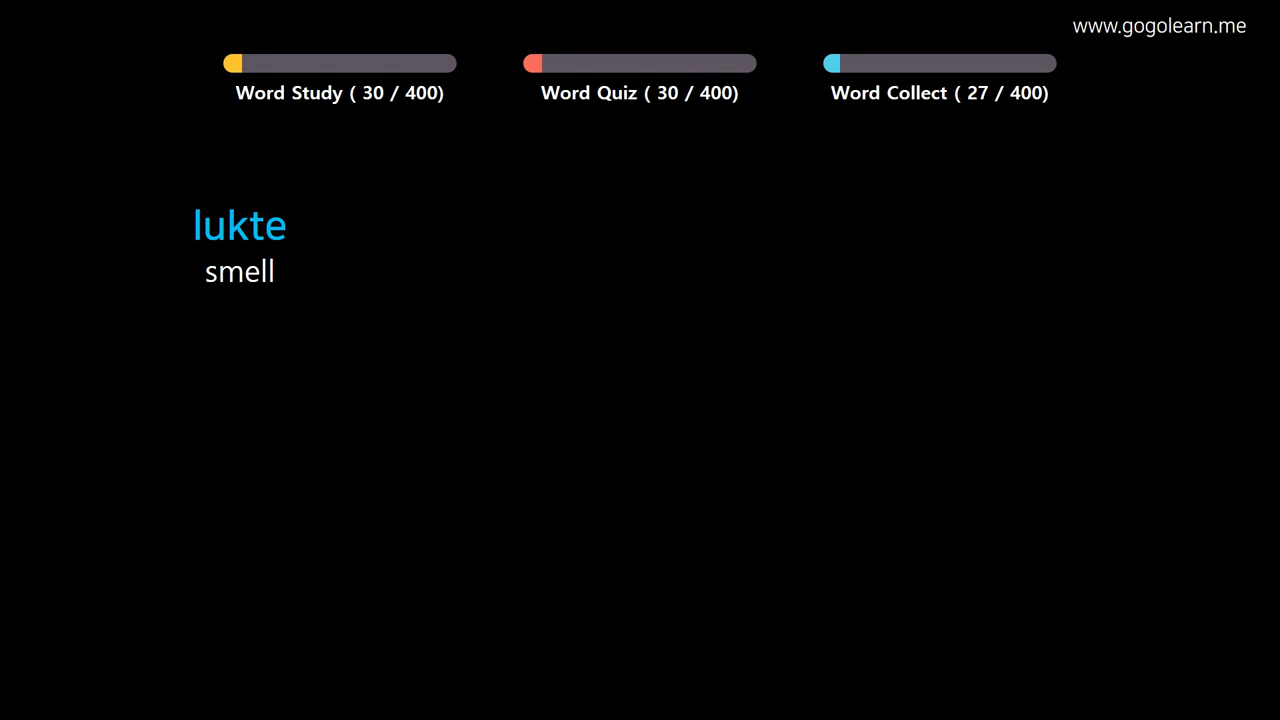 www.gogolearn.me
Word Study ( 30 / 400)
Word Quiz ( 30 / 400)
Word Collect ( 27 / 400)
lukte
smell